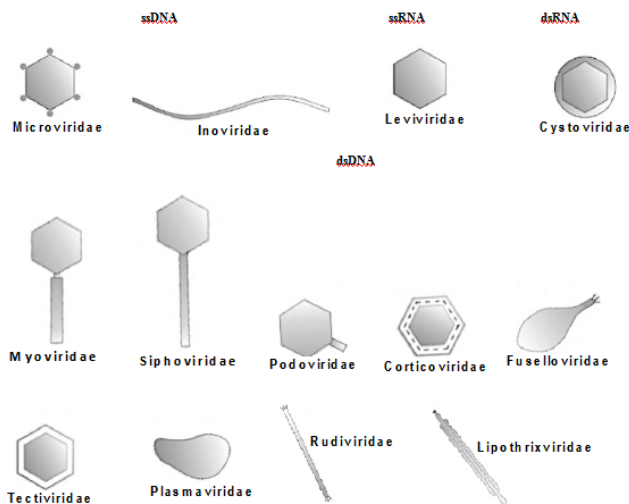 ssDNA
ssRNA
dsRNA
Microviridae
Inoviridae
Leviviridae
Cystoviridae
dsDNA
Myoviridae
Siphoviridae
Podoviridae
Corticoviridae
Fuselloviridae
Tectiviridae
Plasmaviridae
Rudiviridae
Lipothrixviridae